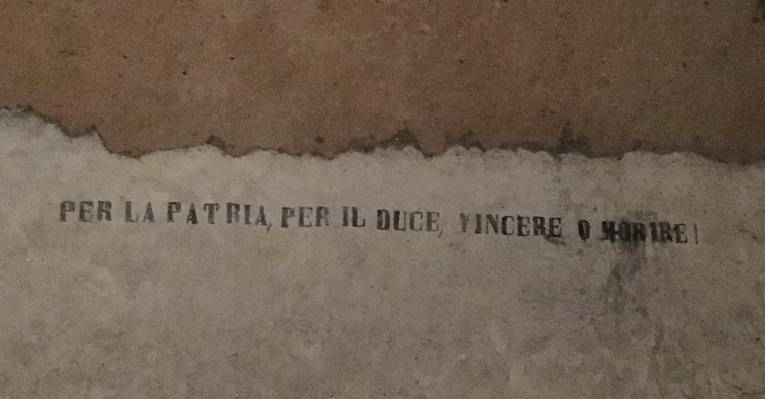 PER LA PATRIA, PER IL DUCE, VINCERE O MORIRE!